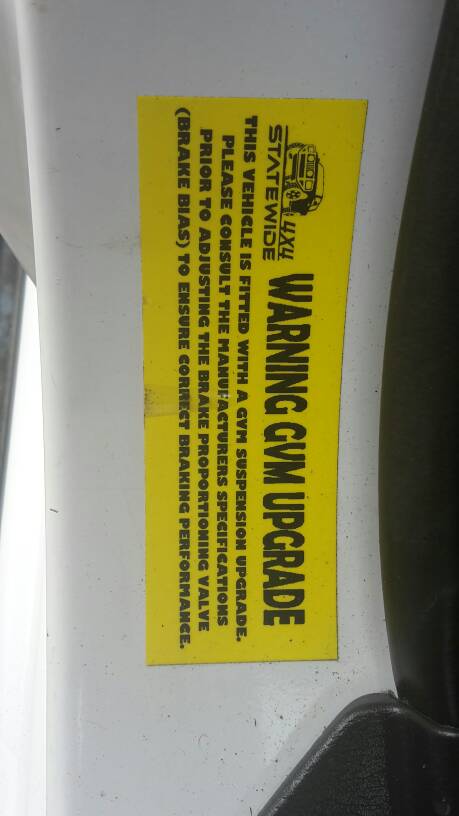 STATEWIDE 4X4
WARNING GVM UPGRADE
THIS VEHICLE IS FITTED WITH A GVM SUSPENSION UPGRADE.
PLEASE CONSULT THE MANUFACTURERS SPECIFICATIONS
PRIOR TO ADJUSTING THE BRAKE PROPORTIONING VALVE
(BRAKE BIAS) TO ENSURE CORRECT BRAKING PERFORMANCE.